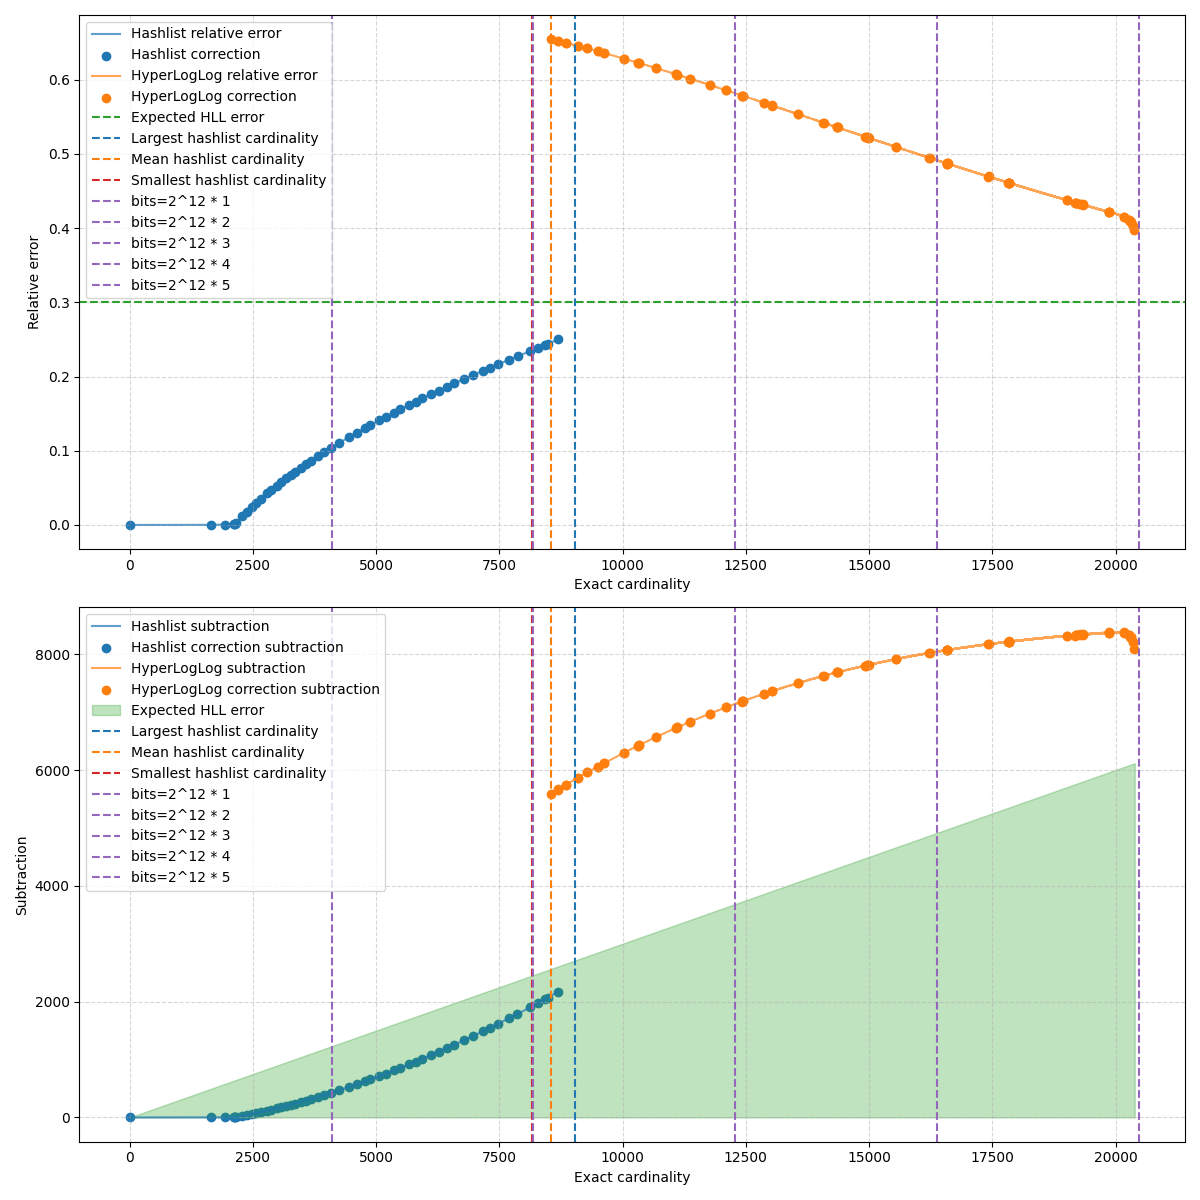 Hashlist relative error
Hashlist correction
HyperLogLog relative error
HyperLogLog correction
Expected HLL error
Largest hashlist cardinality
Mean hashlist cardinality
Smallest hashlist cardinality
bits=2^12 * 1
bits=2^12 * 2
bits=2^12 * 3
bits=2^12 * 4
bits=2^12 * 5
Relative error
0.6
0.5
0.4
0.3
0.2
0.1
0.0
0 2500 5000 7500 10000 12500 15000 17500 20000
Exact cardinality
Hashlist subtraction
Hashlist correction subtraction
HyperLogLog subtraction
HyperLogLog correction subtraction
Expected HLL error
Largest hashlist cardinality
Mean hashlist cardinality
Smallest hashlist cardinality
bits=2^12 * 1
bits=2^12 * 2
bits=2^12 * 3
bits=2^12 * 4
bits=2^12 * 5
Subtraction
8000
6000
4000
2000
0
0 2500 5000 7500 10000 12500 15000 17500 20000
Exact cardinality